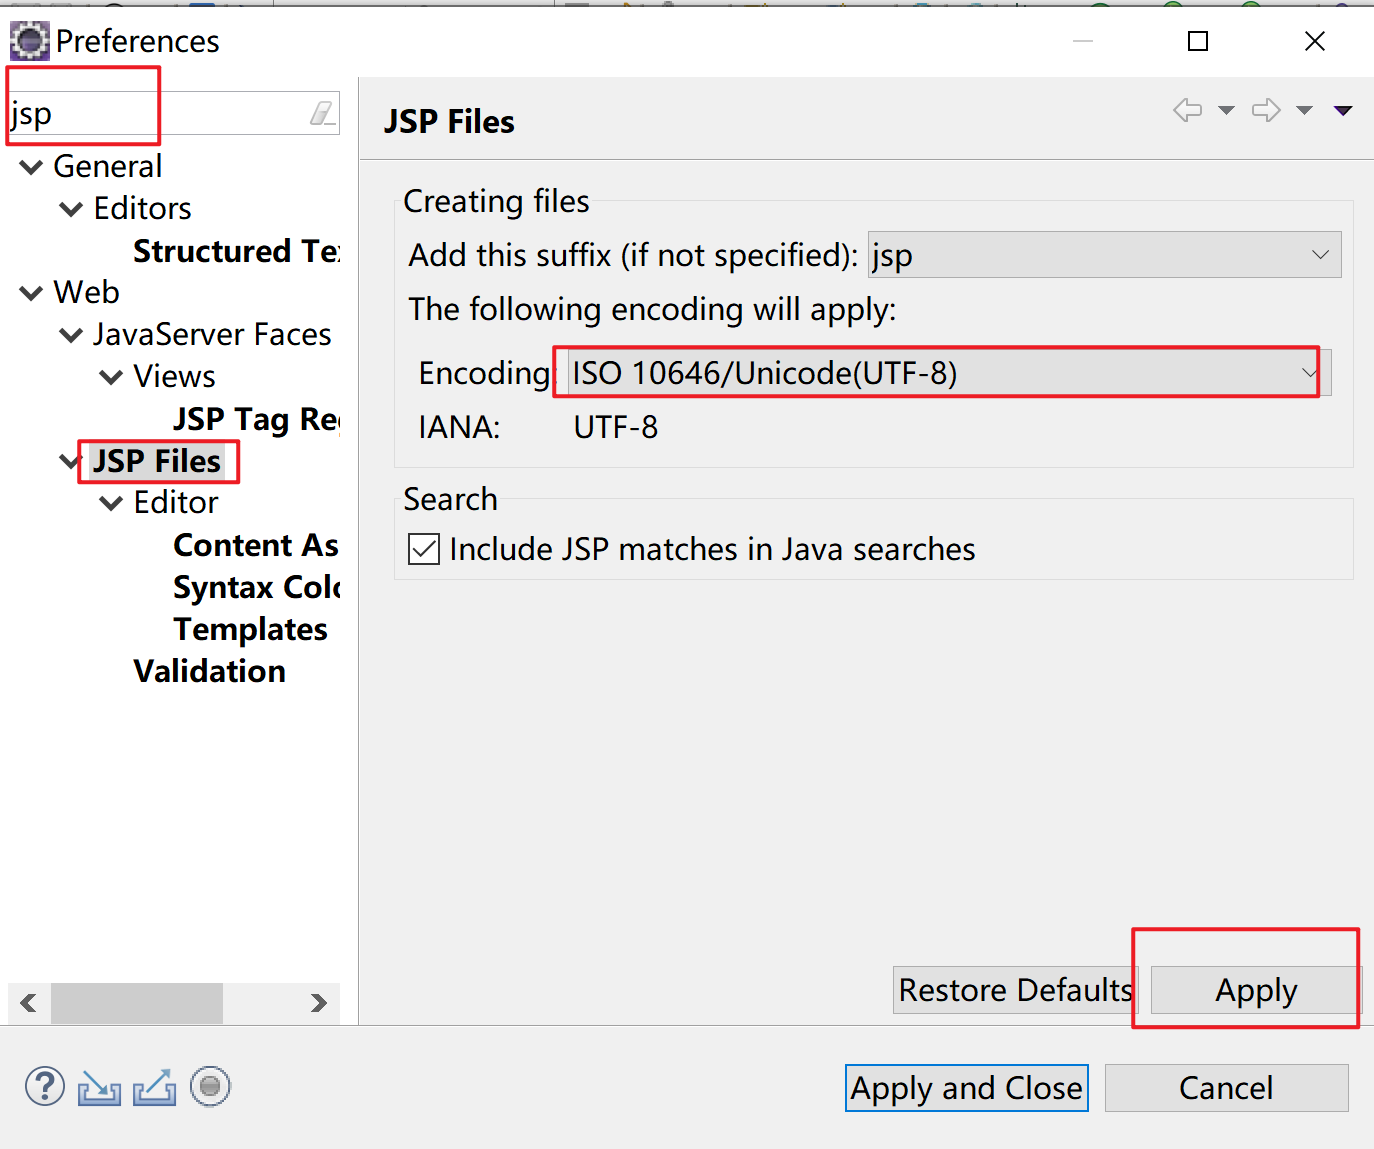 Preferences
jsp
General
Editors
Structured Te
Web
JavaServer Faces
Views
JSP Tag Reg
JSP Files
Editor
Content As
Syntax Colo
Templates
Validation
JSP Files
Creating files
Add this suffix (if not specified): jsp
The following encoding will apply:
Encoding: ISO 10646/Unicode(UTF-8)
IANA: UTF-8
Search
Include JSP matches in Java searches
Restore Defaults
Apply
Apply and Close
Cancel